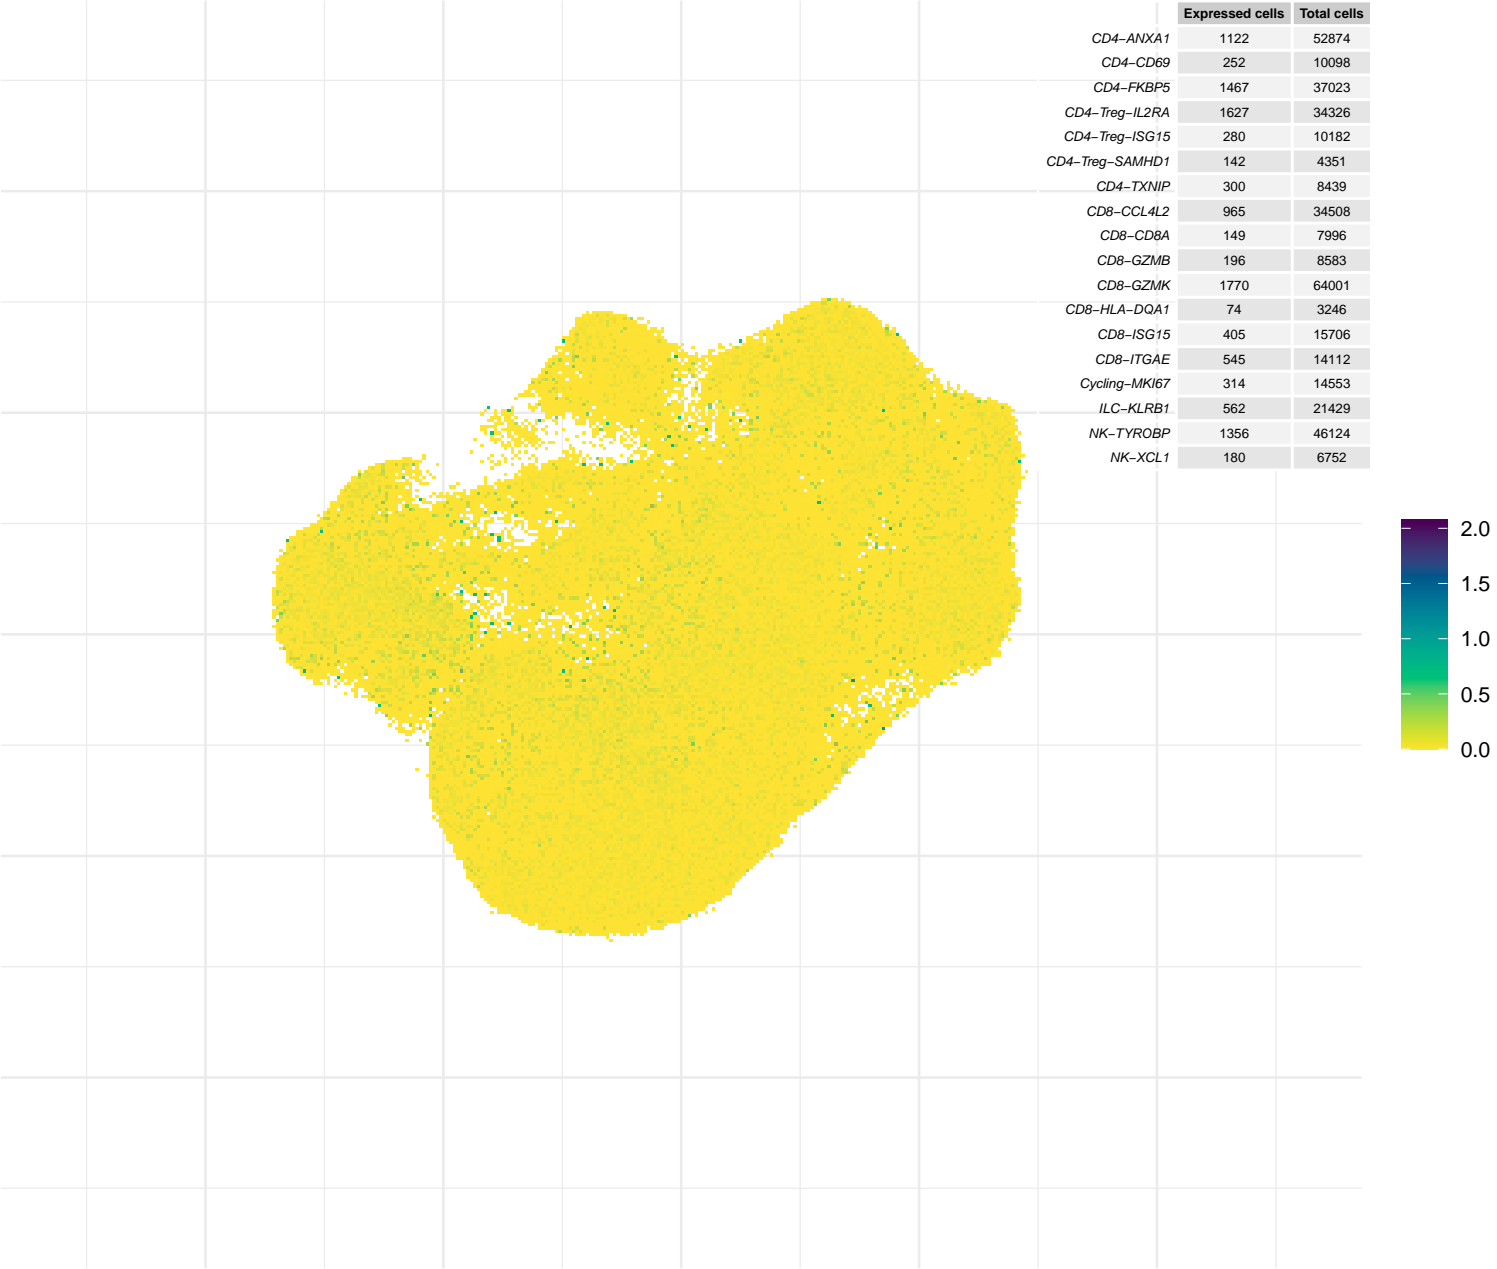 Expressed cells Total cells
CD4−ANXA1 1122 52874
CD4−CD69 252 10098
CD4−FKBP5 1467 37023
CD4−Treg−IL2RA 1627 34326
CD4−Treg−ISG15 280 10182
CD4−Treg−SAMHD1 142 4351
CD4−TXNIP 300 8439
CD8−CCL4L2 965 34508
CD8−CD8A 149 7996
CD8−GZMB 196 8583
CD8−GZMK 1770 64001
CD8−HLA−DQA1 74 3246
CD8−ISG15 405 15706
CD8−ITGAE 545 14112
Cycling−MKI67 314 14553
ILC−KLRB1 562 21429
NK−TYROBP 1356 46124
NK−XCL1 180 6752
2.0
1.5
1.0
0.5
0.0